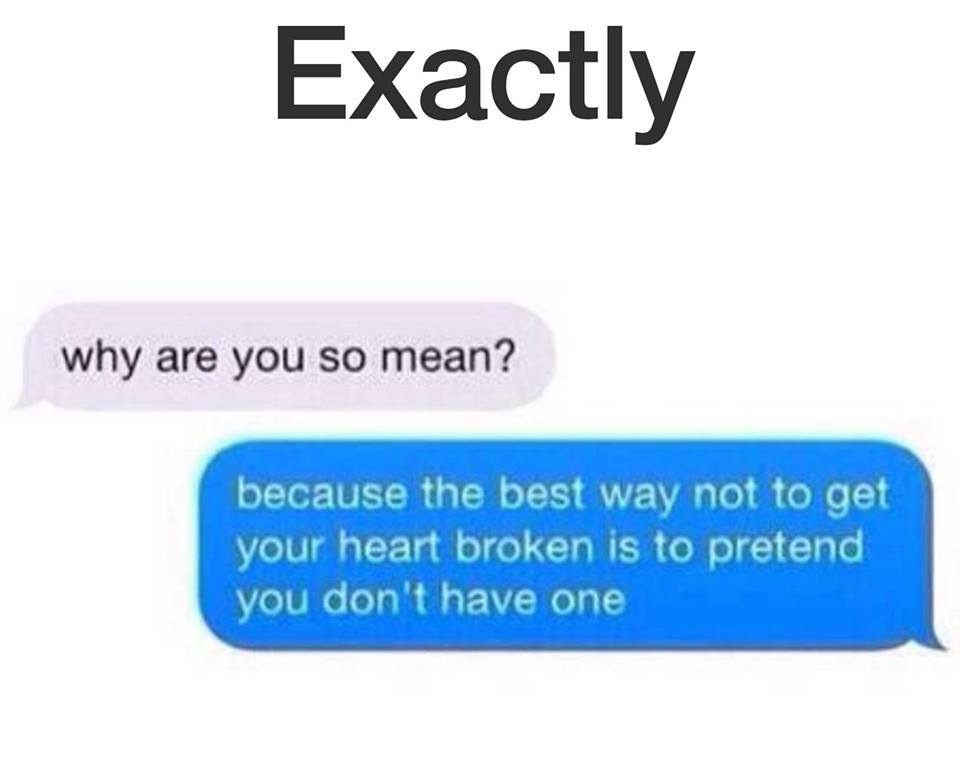 Exactly
why are you so mean?
because the best way not to get
your heart broken is to pretend
you don't have one